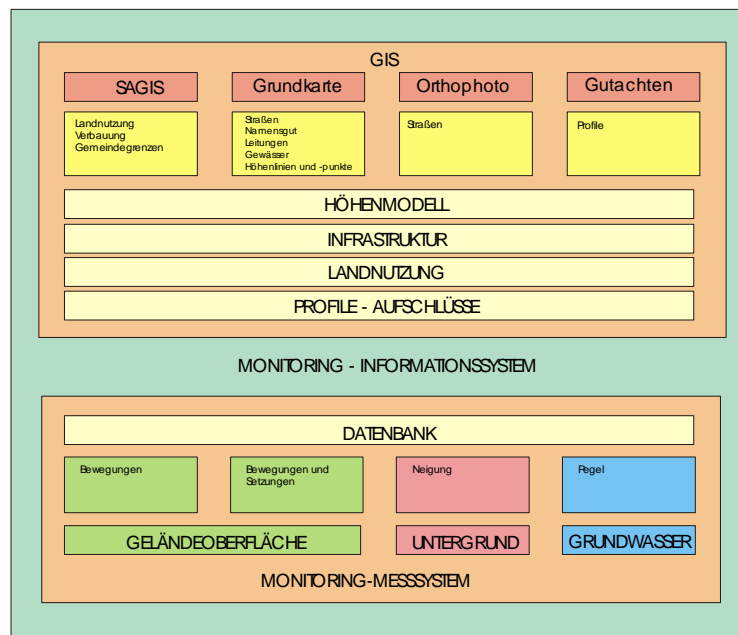 GIS
SAGIS
Grundkarte
Orthophoto
Gutachten
Landnutzung
Verbauung
Gemeindegrenzen
Straßen
Namensgut
Leitungen
Gewässer
Höhenlinien und -punkte
Straßen
Profile
HÖHENMODELL
INFRASTRUKTUR
LANDNUTZUNG
PROFILE - AUFSCHLÜSSE
MONITORING - INFORMATIONSSYSTEM
DATENBANK
Bewegungen
Bewegungen und
Setzungen
Neigung
Pegel
GELÄNDEOBERFLÄCHE
UNTERGRUND
GRUNDWASSER
MONITORING-MESSSYSTEM